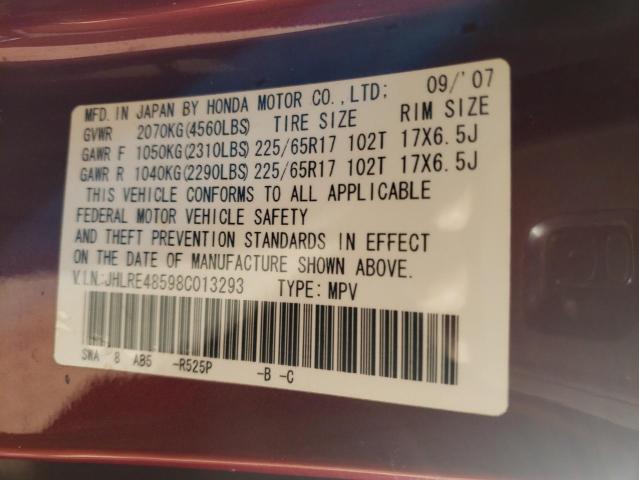 MFD. IN JAPAN BY HONDA MOTOR CO.,LTD; 09/'07
GVWR 2070KG(4560LBS) TIRE SIZE RIM SIZE
GAWR F 1050KG(2310LBS) 225/65R17 102T 17X6.5J
GAWR R 1040KG(2290LBS) 225/65R17 102T 17X6.5J
THIS VEHICLE CONFORMS TO ALL APPLICABLE
FEDERAL MOTOR VEHICLE SAFETY
AND THEFT PREVENTION STANDARDS IN EFFECT
ON THE DATE OF MANUFACTURE SHOWN ABOVE.
V.I.N.:JHLRE48598C013293 TYPE: MPV
SWA 8 AB5 -R525P -B -C